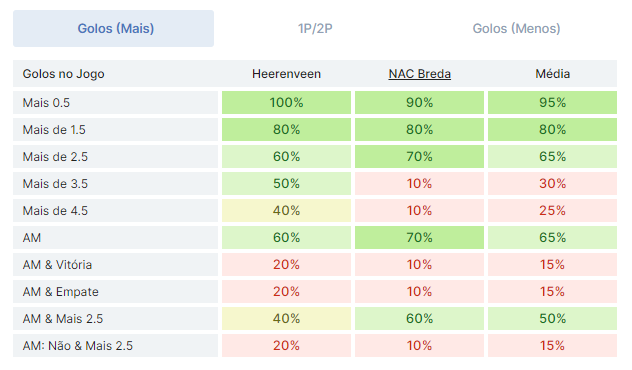 Golos (Mais) 1P/2P Golos (Menos)
Golos no Jogo Heerenveen NAC Breda Média
Mais 0.5 100% 90% 95%
Mais de 1.5 80% 80% 80%
Mais de 2.5 60% 70% 65%
Mais de 3.5 50% 10% 30%
Mais de 4.5 40% 10% 25%
AM 60% 70% 65%
AM & Vitória 20% 10% 15%
AM & Empate 20% 10% 15%
AM & Mais 2.5 40% 60% 50%
AM: Não & Mais 2.5 20% 10% 15%